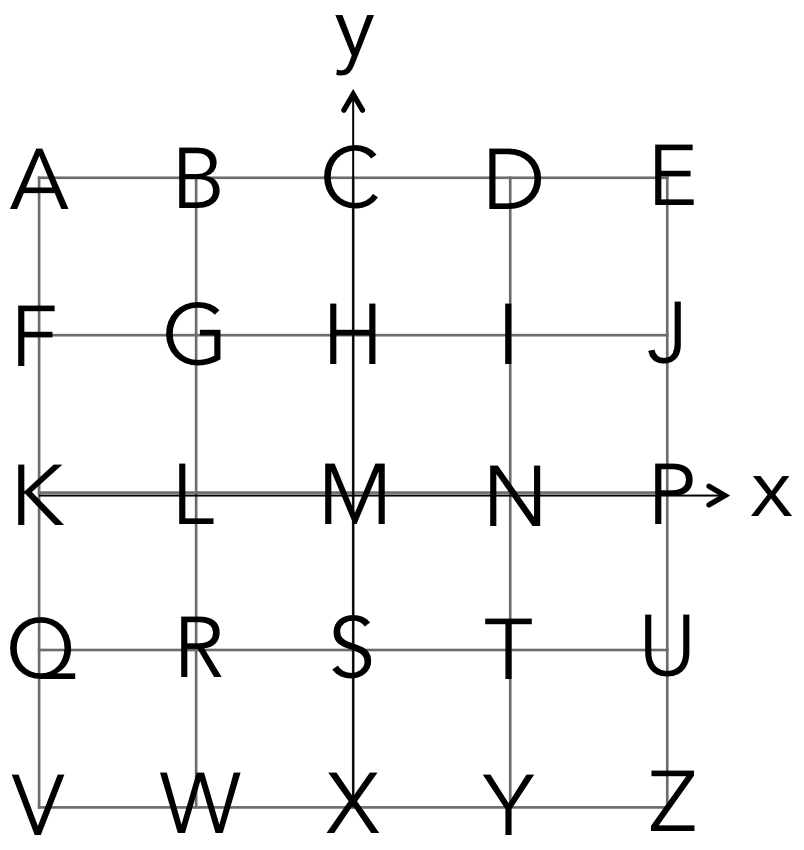 y
A B C D E
F G H I J
K L M N P x
Q R S T U
V W X Y Z